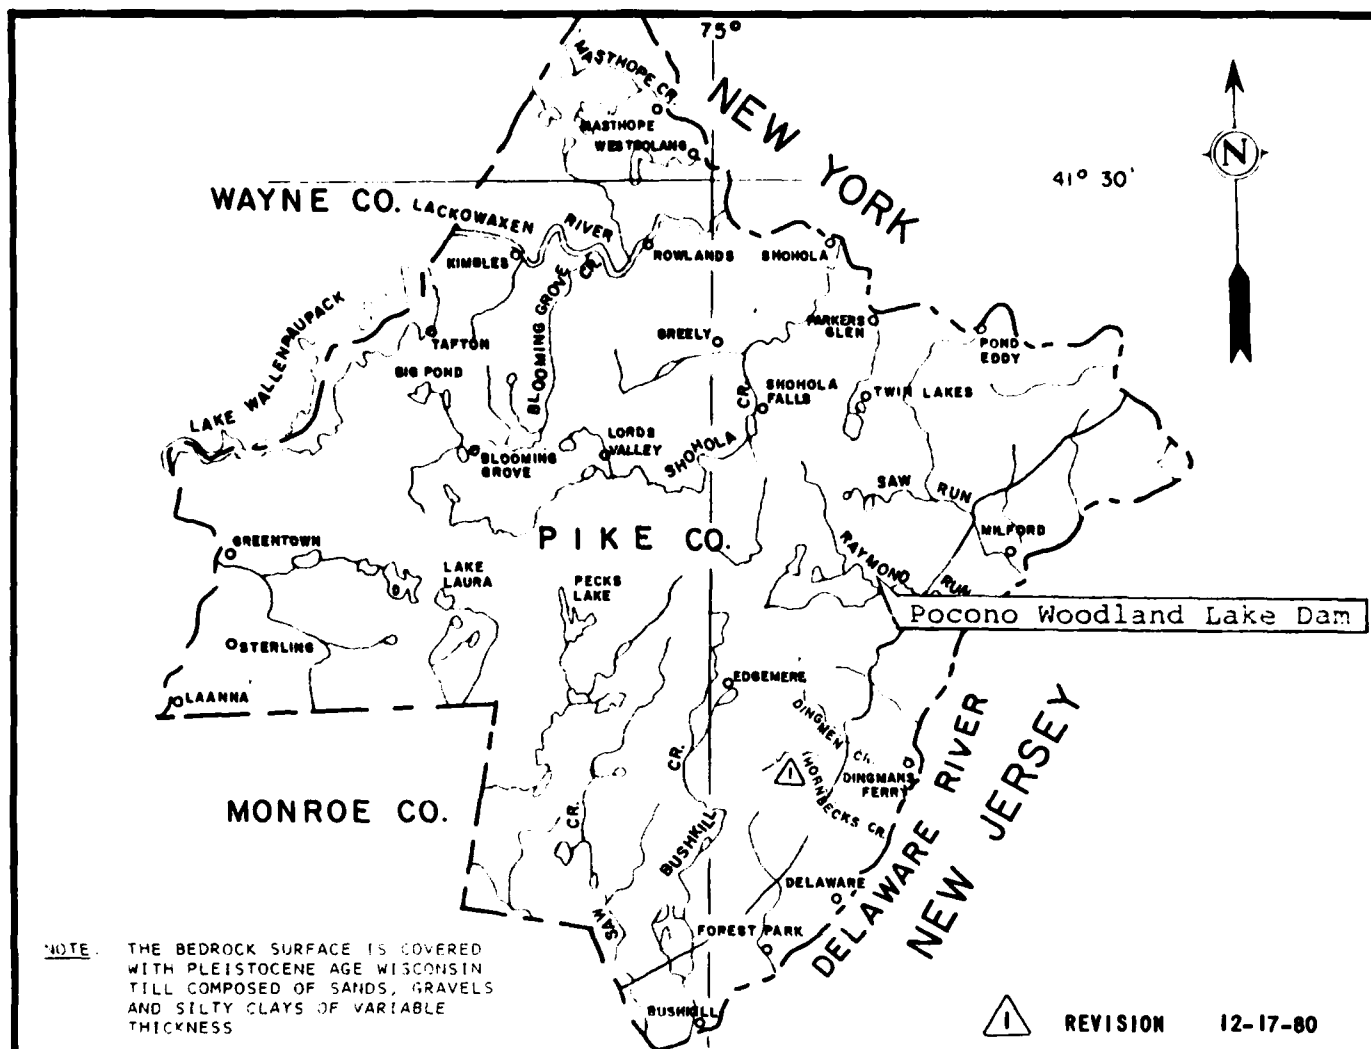 75°
MASTHOPE CR.
NEW YORK
MASTHOPE
WESTCOLANG
N
41° 30'
WAYNE CO.
LACKOWAXEN RIVER
KIMBLES
ROWLANDS
SHOHOLA
BLOOMING GROVE CR.
LAKE WALLENPAUPACK
TAFTON
GREELY
PARKERS
GLEN
POND
EDDY
BIG POND
SHOHOLA
FALLS
TWIN LAKES
SHOHOLA CR.
LORDS
VALLEY
BLOOMING
GROVE
SAW RUN
MILFORD
PIKE CO.
RAYMOND RUN
GREENTOWN
LAKE
LAURA
PECKS
LAKE
Pocono Woodland Lake Dam
STERLING
LAANNA
EDGEMERE
DINGMEN CR.
THORNBECKS CR.
1
DINGMANS
FERRY
DELAWARE RIVER
NEW JERSEY
MONROE CO.
SAW CR.
BUSHKILL CR.
DELAWARE
FOREST PARK
BUSHKILL
NOTE.
THE BEDROCK SURFACE IS COVERED
WITH PLEISTOCENE AGE WISCONSIN
TILL COMPOSED OF SANDS, GRAVELS
AND SILTY CLAYS OF VARIABLE
THICKNESS
1 REVISION 12-17-80